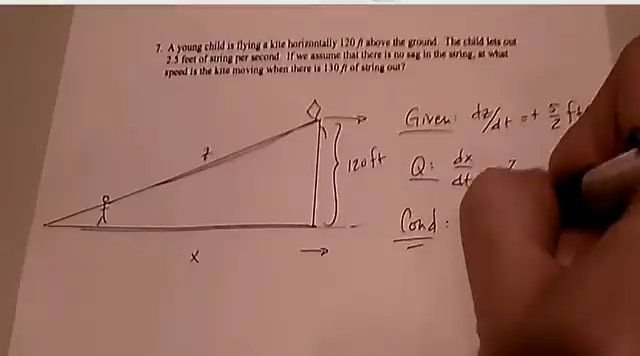 7. A young child is flying a kite horizontally 120 ft above the ground. The child lets out
2.5 feet of string per second. If we assume that there is no sag in the string, at what
speed is the kite moving when there is 130 ft of string out?
Given: dz/dt = + 5/2 ft
z
120 ft
Q: dx/dt = ?
Cond:
x